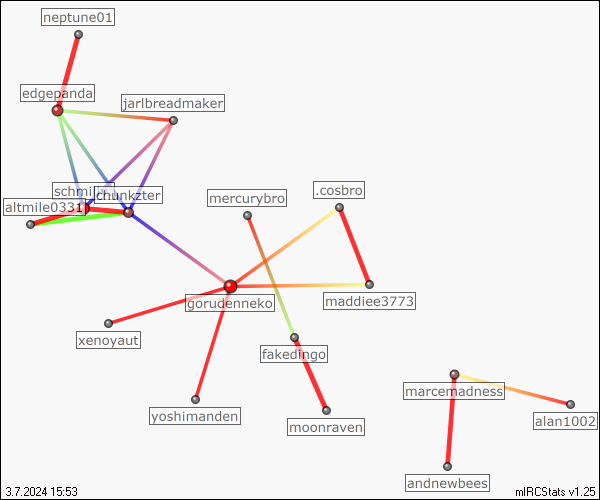 neptune01
edgepanda
jarlbreadmaker
chunkzter
altmile0331
mercurybro
.cosbro
gorudenneko
maddiee3773
xenoyaut
fakedingo
yoshimanden
moonraven
marcemadness
alan1002
andnewbees
3.7.2024 15:53
mIRCStats v1.25